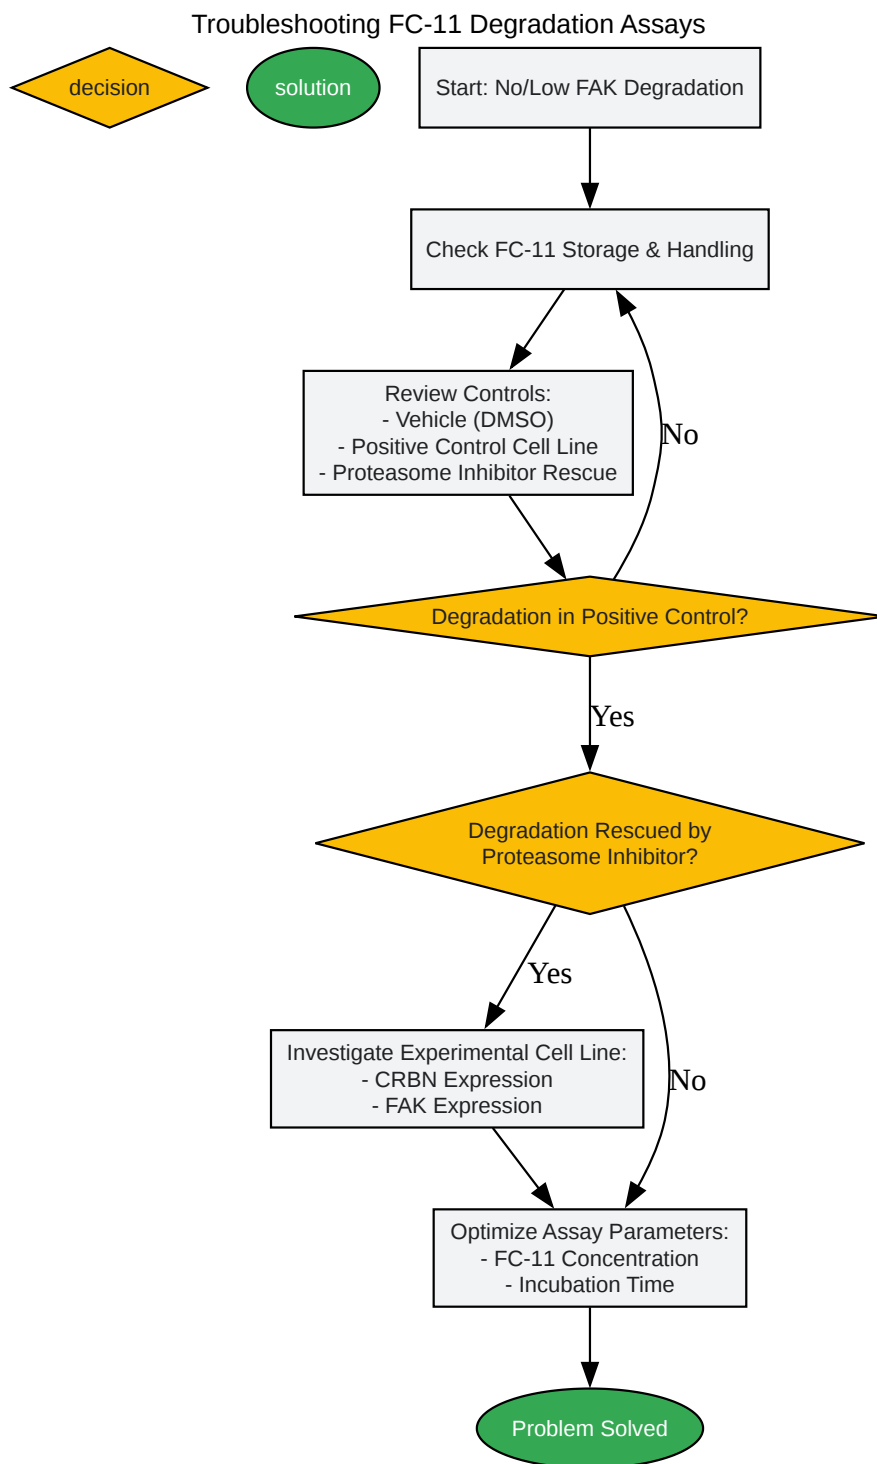 Troubleshooting FC-11 Degradation Assays
decision
solution
Start: No/Low FAK Degradation
Check FC-11 Storage & Handling
Review Controls:
- Vehicle (DMSO)
- Positive Control Cell Line
- Proteasome Inhibitor Rescue
No
Degradation in Positive Control?
Yes
Degradation Rescued by
Proteasome Inhibitor?
Yes
Investigate Experimental Cell Line:
- CRBN Expression
- FAK Expression
No
Optimize Assay Parameters:
- FC-11 Concentration
- Incubation Time
Problem Solved